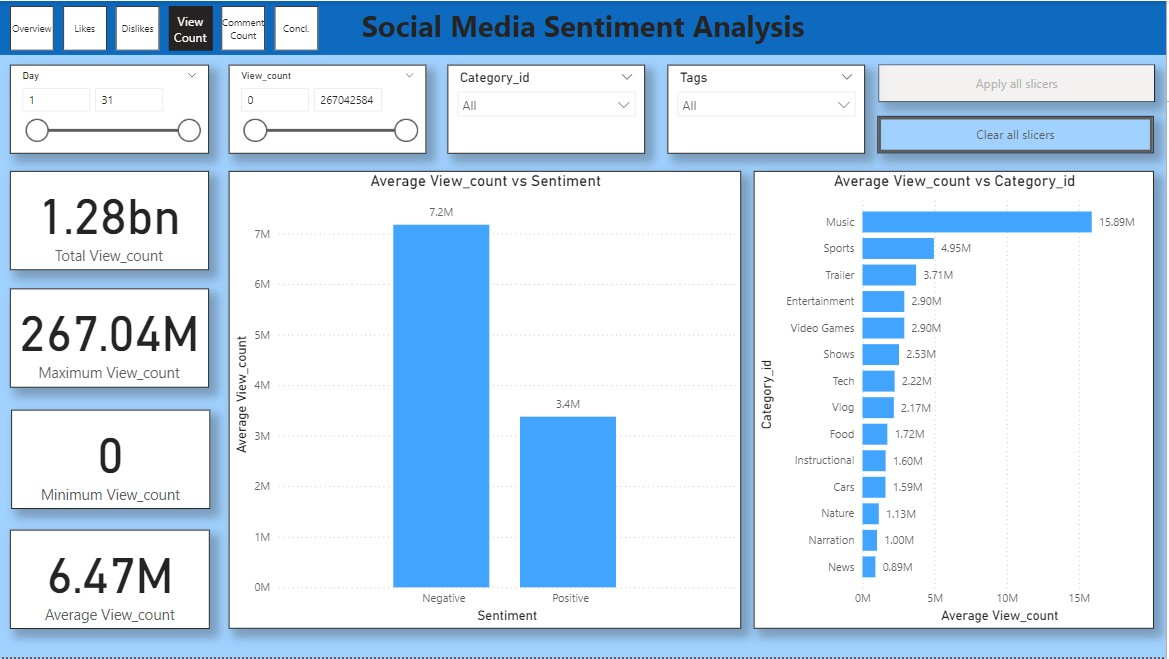 Overview
Likes
Dislikes
View
Count
Comment
Count
Concl.
Social Media Sentiment Analysis
Day
1
31
View_count
0
267042584
Category_id
All
Tags
All
Apply all slicers
Clear all slicers
1.28bn
Total View_count
267.04M
Maximum View_count
0
Minimum View_count
6.47M
Average View_count
Average View_count vs Sentiment
7.2M
3.4M
7M
6M
5M
4M
3M
2M
1M
0M
Average View_count
Negative
Positive
Sentiment
Average View_count vs Category_id
Category_id
Music 15.89M
Sports 4.95M
Trailer 3.71M
Entertainment 2.90M
Video Games 2.90M
Shows 2.53M
Tech 2.22M
Vlog 2.17M
Food 1.72M
Instructional 1.60M
Cars 1.59M
Nature 1.13M
Narration 1.00M
News 0.89M
0M 5M 10M 15M
Average View_count